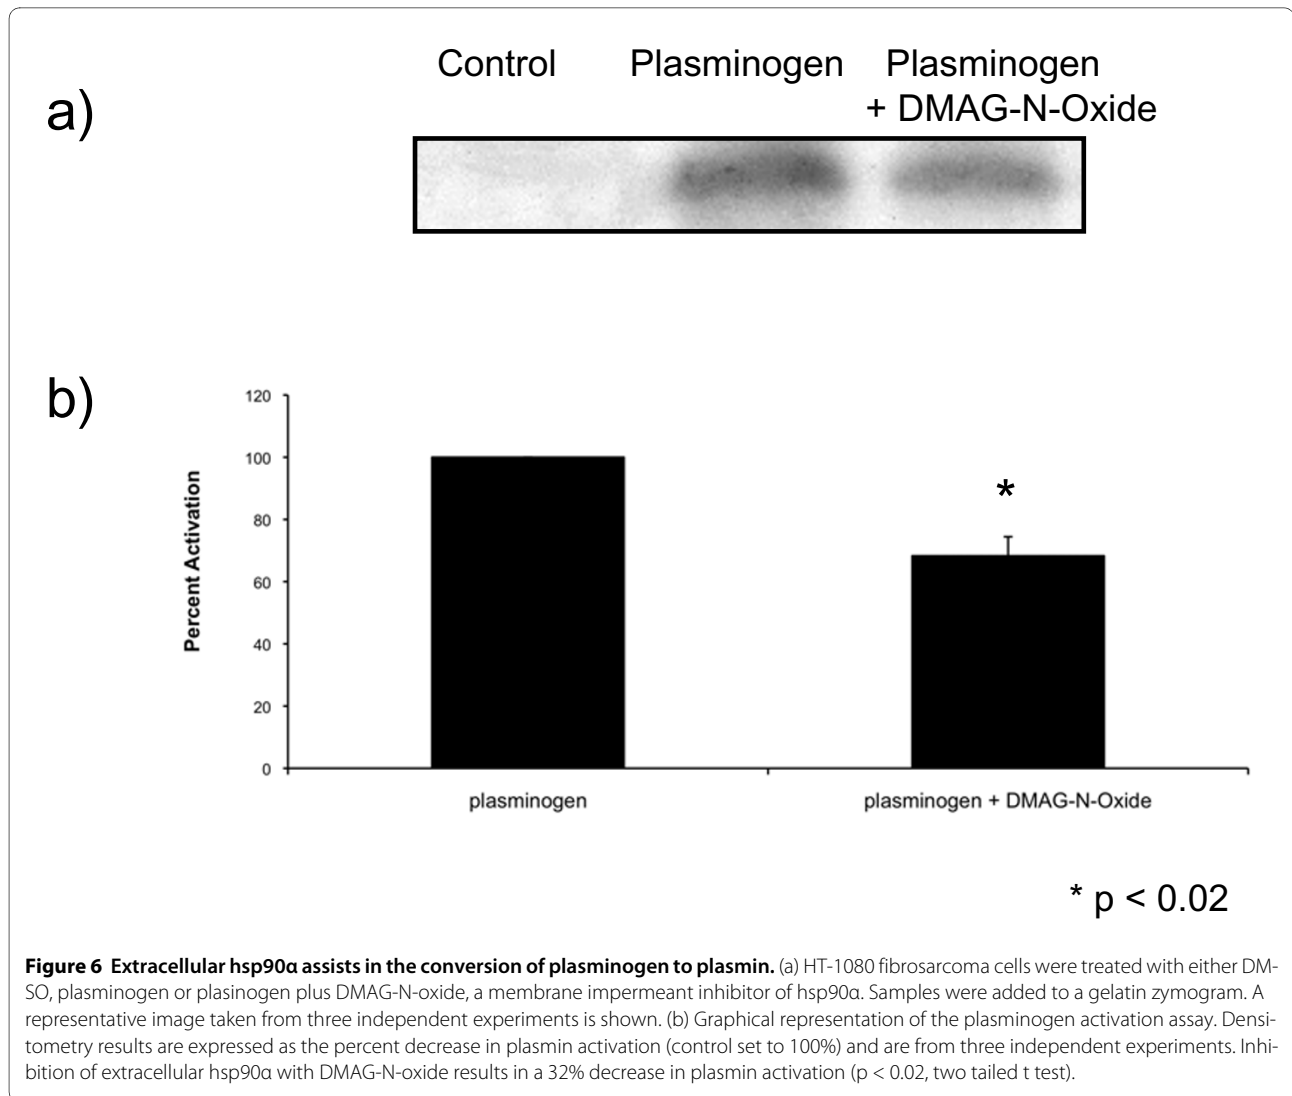 Control Plasminogen Plasminogen
+ DMAG-N-Oxide
a)
b)
120
100
80
60
40
20
0
Percent Activation
*
plasminogen plasminogen + DMAG-N-Oxide
* p < 0.02
Figure 6 Extracellular hsp90α assists in the conversion of plasminogen to plasmin. (a) HT-1080 fibrosarcoma cells were treated with either DM-
SO, plasminogen or plasinogen plus DMAG-N-oxide, a membrane impermeant inhibitor of hsp90α. Samples were added to a gelatin zymogram. A
representative image taken from three independent experiments is shown. (b) Graphical representation of the plasminogen activation assay. Densi-
tometry results are expressed as the percent decrease in plasmin activation (control set to 100%) and are from three independent experiments. Inhi-
bition of extracellular hsp90α with DMAG-N-oxide results in a 32% decrease in plasmin activation (p < 0.02, two tailed t test).